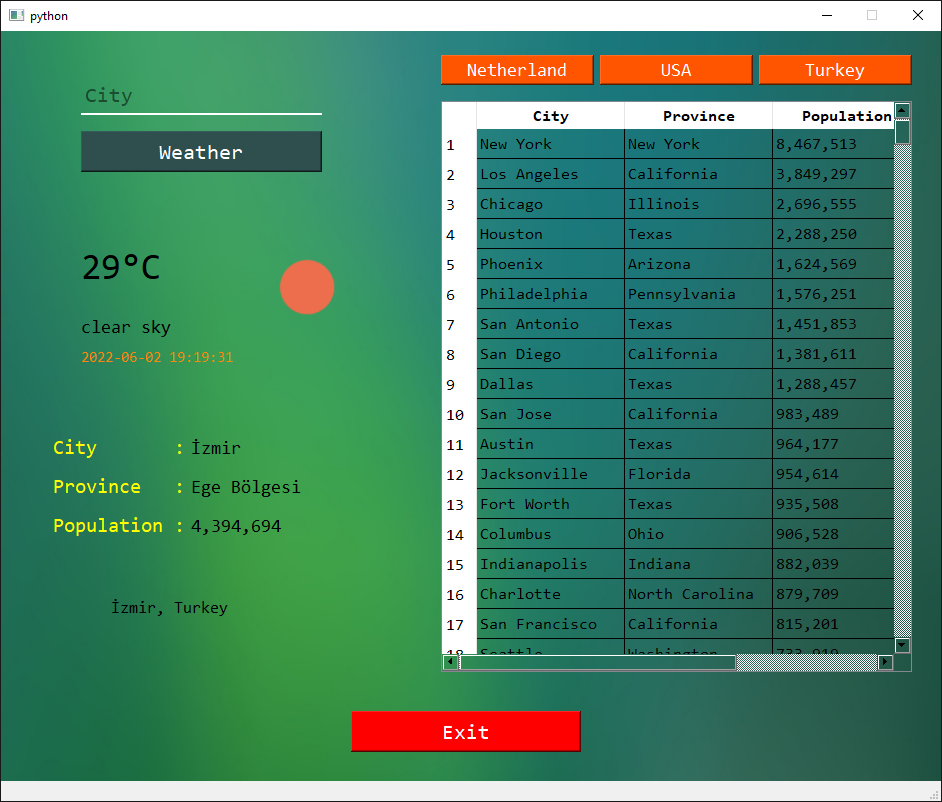 python
City
Weather
29°C
clear sky
2022-06-02 19:19:31
City : İzmir
Province : Ege Bölgesi
Population : 4,394,694
İzmir, Turkey
Netherland USA Turkey
City Province Population
1 New York New York 8,467,513
2 Los Angeles California 3,849,297
3 Chicago Illinois 2,696,555
4 Houston Texas 2,288,250
5 Phoenix Arizona 1,624,569
6 Philadelphia Pennsylvania 1,576,251
7 San Antonio Texas 1,451,853
8 San Diego California 1,381,611
9 Dallas Texas 1,288,457
10 San Jose California 983,489
11 Austin Texas 964,177
12 Jacksonville Florida 954,614
13 Fort Worth Texas 935,508
14 Columbus Ohio 906,528
15 Indianapolis Indiana 882,039
16 Charlotte North Carolina 879,709
17 San Francisco California 815,201
18 Seattle Washington
Exit